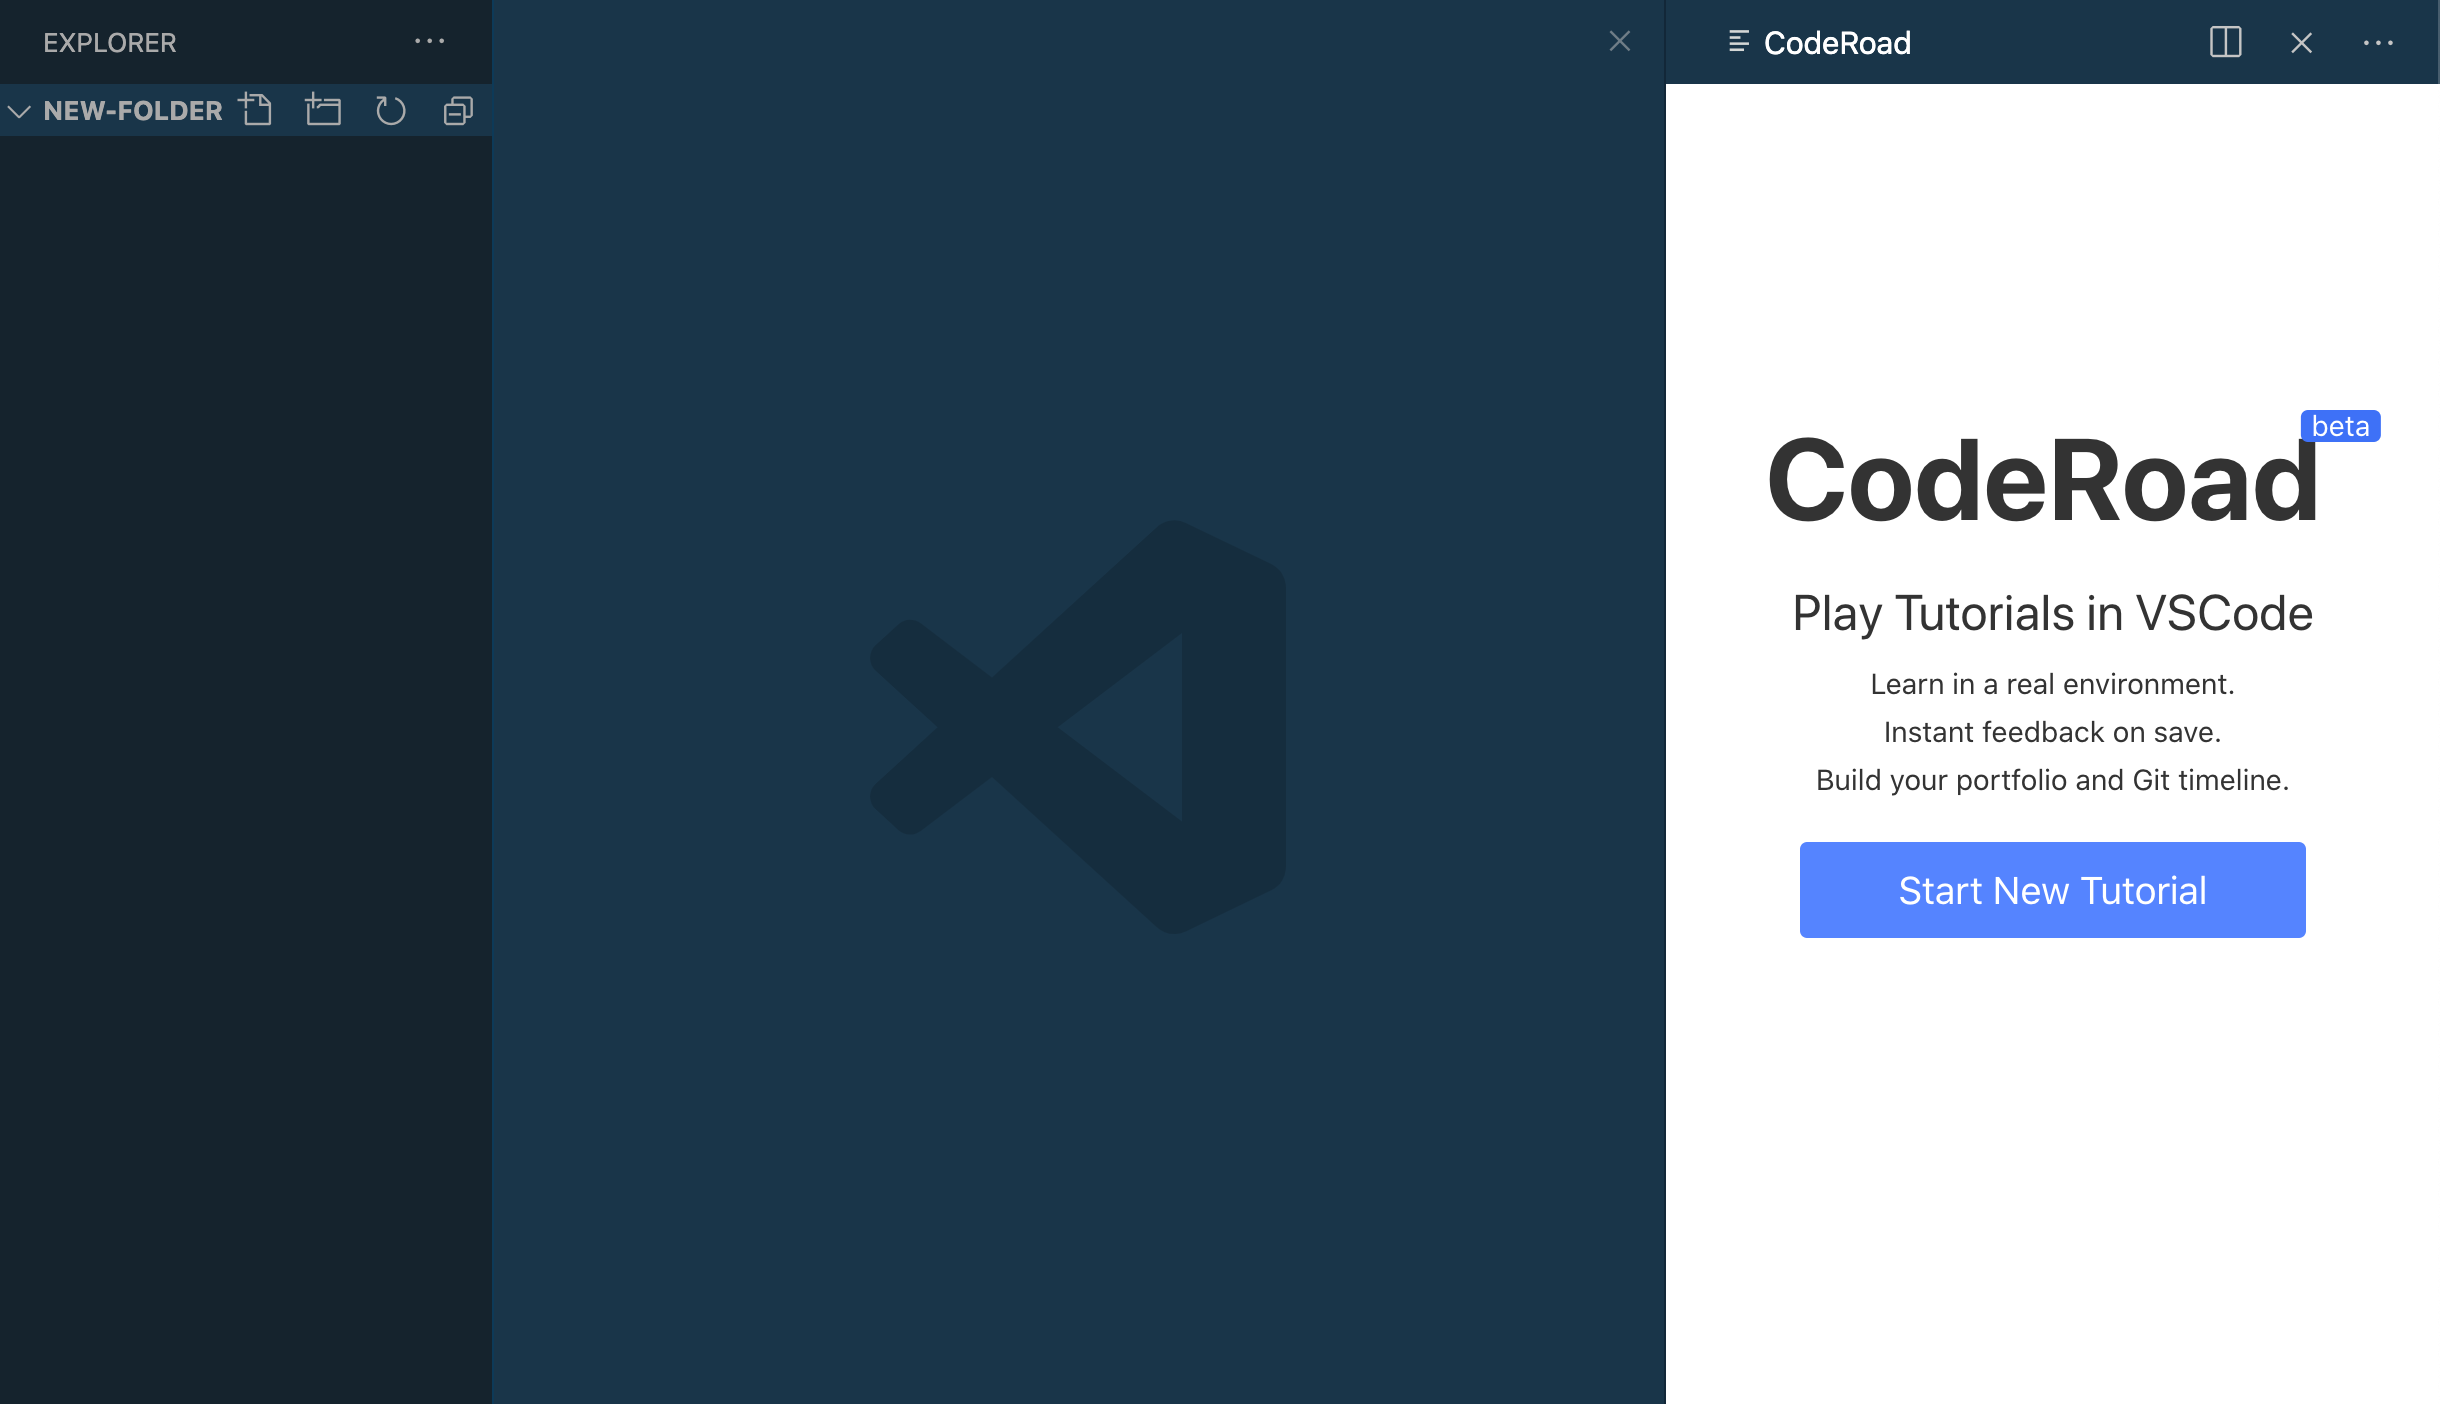 EXPLORER
NEW-FOLDER
CodeRoad
beta
CodeRoad
Play Tutorials in VSCode
Learn in a real environment.
Instant feedback on save.
Build your portfolio and Git timeline.
Start New Tutorial